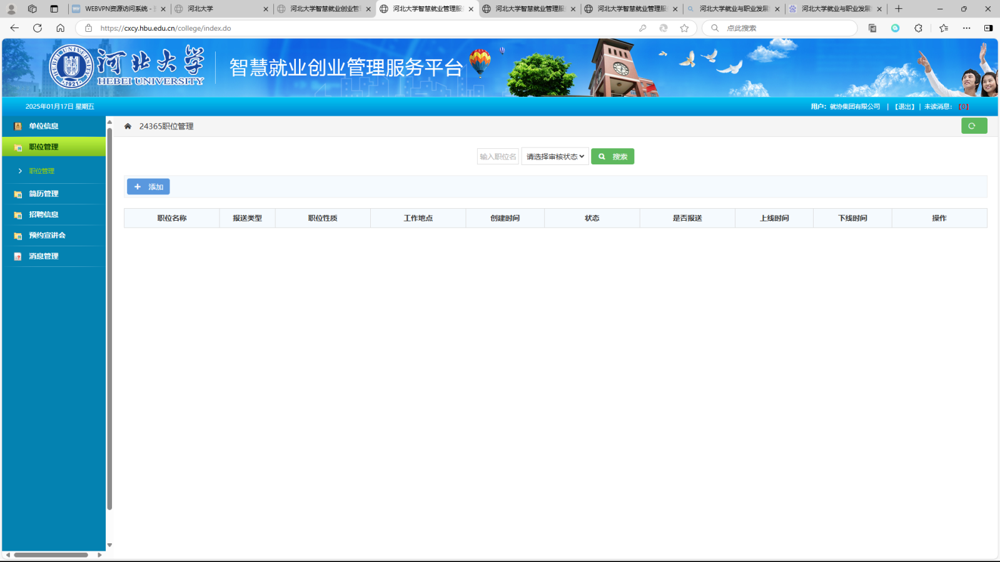 WEBVPN资源访问系统 -
河北大学
河北大学智慧就业创业管
河北大学智慧就业管理服
河北大学智慧就业管理服
河北大学智慧就业管理服
河北大学就业与职业发展
河北大学就业与职业发展
https://cxcy.hbu.edu.cn/college/index.do
点此搜索
HEBEI UNIVERSITY
1921
河北大学
HEBEI UNIVERSITY
智慧就业创业管理服务平台
2025年01月17日 星期五
用户：就协集团有限公司 | 【退出】 | 未读消息：【0】
单位信息
职位管理
职位管理
简历管理
招聘信息
预约宣讲会
消息管理
24365职位管理
输入职位名
请选择审核状态
搜索
添加
职位名称 报送类型 职位性质 工作地点 创建时间 状态 是否报送 上线时间 下线时间 操作